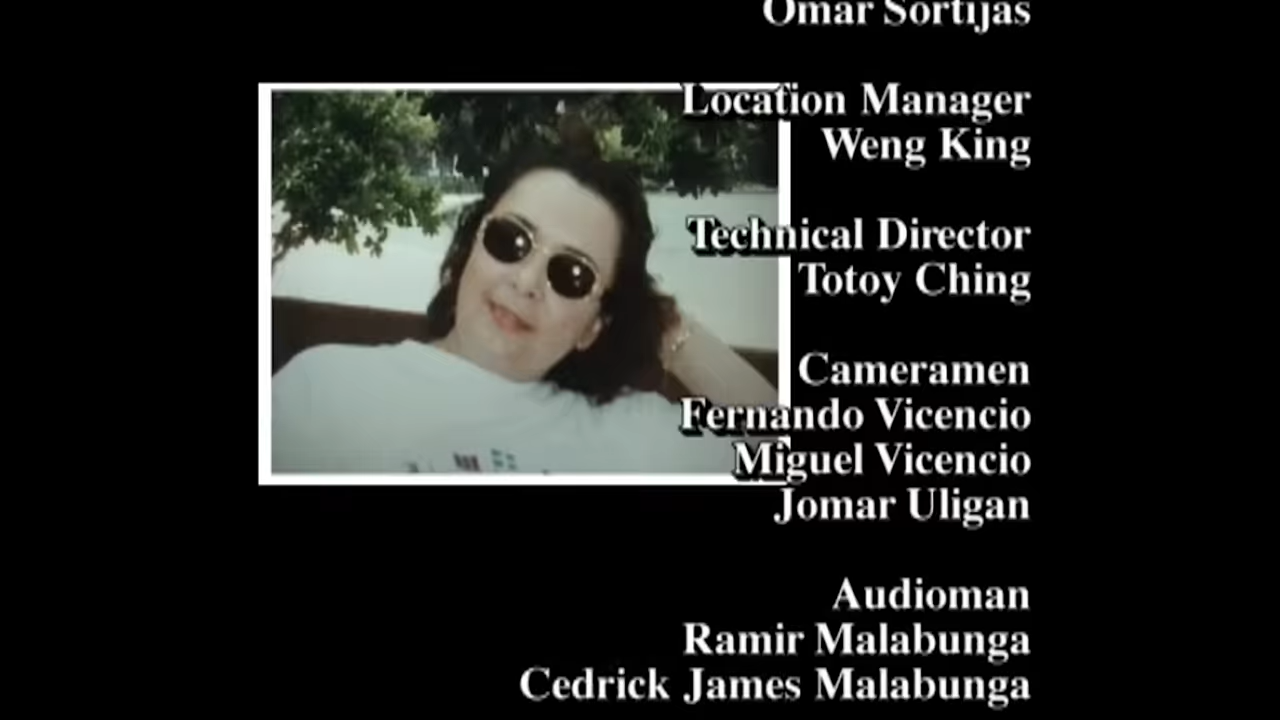 Omar Sortijas
Location Manager
Weng King
Technical Director
Totoy Ching
Cameramen
Fernando Vicencio
Miguel Vicencio
Jomar Uligan
Audioman
Ramir Malabunga
Cedrick James Malabunga